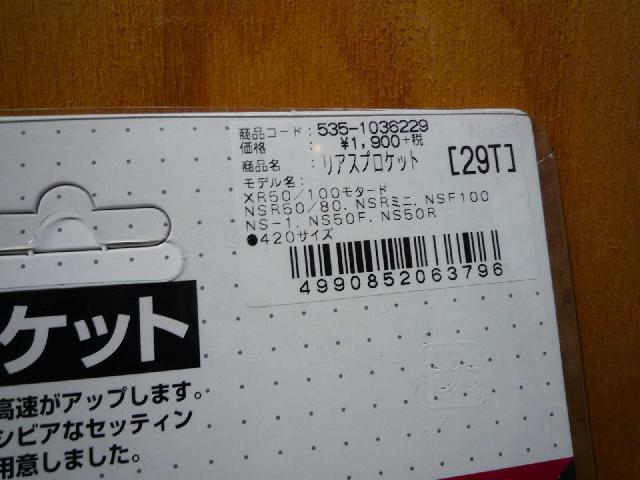 商品コード : 535-1036229
価格 : ¥1,900+税
商品名 : リアスプロケット [29T]
モデル名:
XR50/100モタード
NSR50/80. NSRミニ. NSF100
NS-1. NS50F. NS50R
●420サイズ
4990852063796
ケット
高速がアップします。
シビアなセッティン
用意しました。